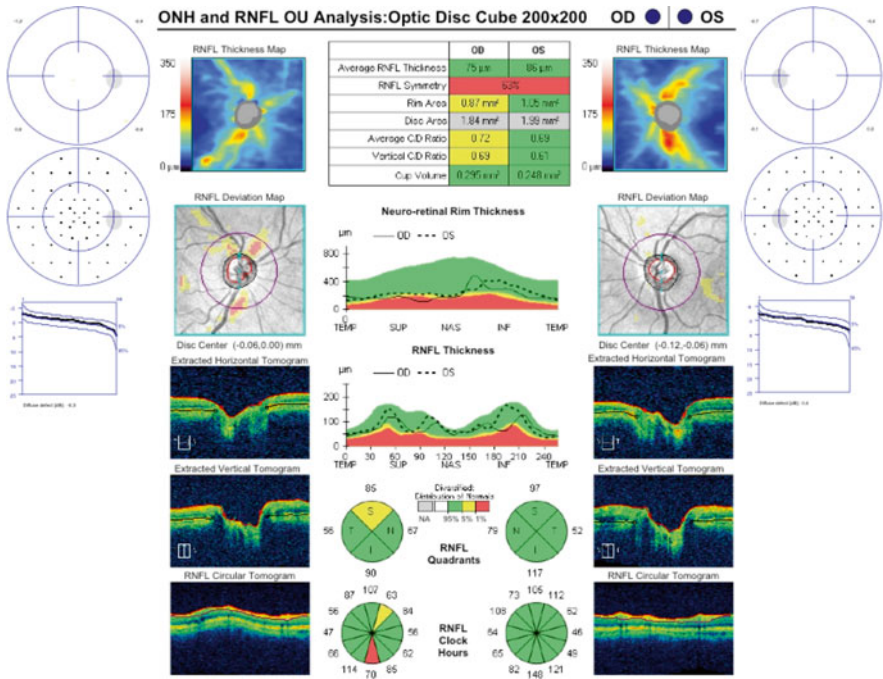 ONH and RNFL OU Analysis:Optic Disc Cube 200x200 OD OS
RNFL Thickness Map
350
175
0 µm
OD OS
Average RNFL Thickness 75 µm 86 µm
RNFL Symmetry 63%
Rim Area 0.87 mm² 1.05 mm²
Disc Area 1.84 mm² 1.99 mm²
Average C/D Ratio 0.72 0.69
Vertical C/D Ratio 0.69 0.61
Cup Volume 0.295 mm³ 0.248 mm³
RNFL Thickness Map
350
175
0 µm
RNFL Deviation Map
Disc Center (-0.06,0.00) mm
Neuro-retinal Rim Thickness
µm
OD OS
800
400
0
TEMP SUP NAS INF TEMP
RNFL Deviation Map
Disc Center (-0.12,-0.06) mm
Extracted Horizontal Tomogram
RNFL Thickness
µm
OD OS
200
100
0
0 30 60 90 120 150 180 210 240
TEMP SUP NAS INF TEMP
Extracted Horizontal Tomogram
Extracted Vertical Tomogram
85
S
56 T N 67
I
90
Diversified:
Distribution of Normals
NA 95% 5% 1%
RNFL
Quadrants
97
S
79 N T 52
I
117
Extracted Vertical Tomogram
RNFL Circular Tomogram
107
87 63
56 84
47 56
66 62
114 85
70
RNFL
Clock
Hours
105
73 112
108 52
64 46
65 49
82 121
148
RNFL Circular Tomogram